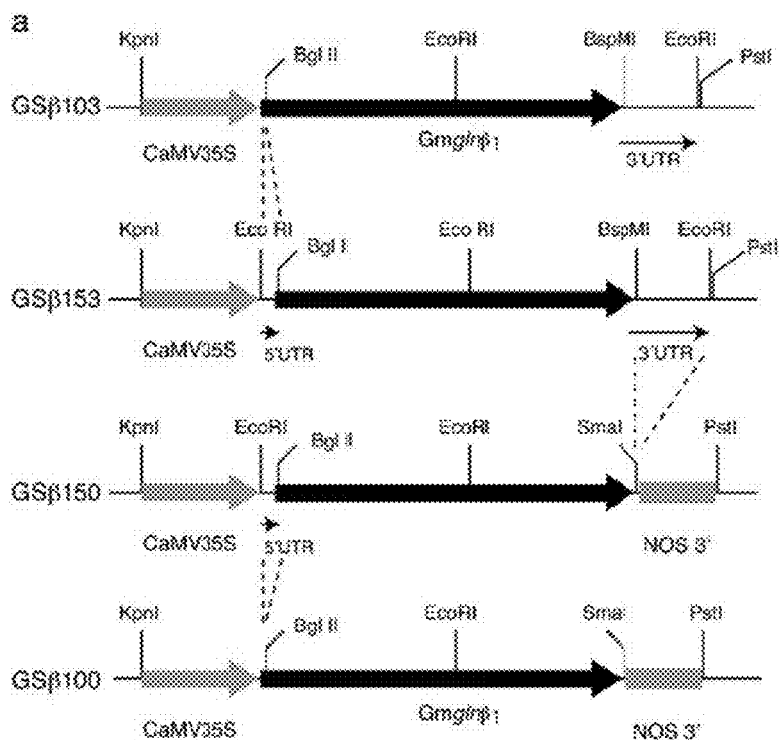 a
KpnI Bgl II EcoRI BspMI EcoRI PstI
GSβ103
CaMV35S Gmglnβ1 3'UTR
KpnI Eco RI Bgl I Eco RI BspMI EcoRI PstI
GSβ153
CaMV35S 5'UTR 3'UTR
KpnI EcoRI Bgl II EcoRI SmaI PstI
GSβ150
CaMV35S 5'UTR NOS 3'
KpnI Bgl II EcoRI Smal PstI
GSβ100
CaMV35S Gmglnβ1 NOS 3'